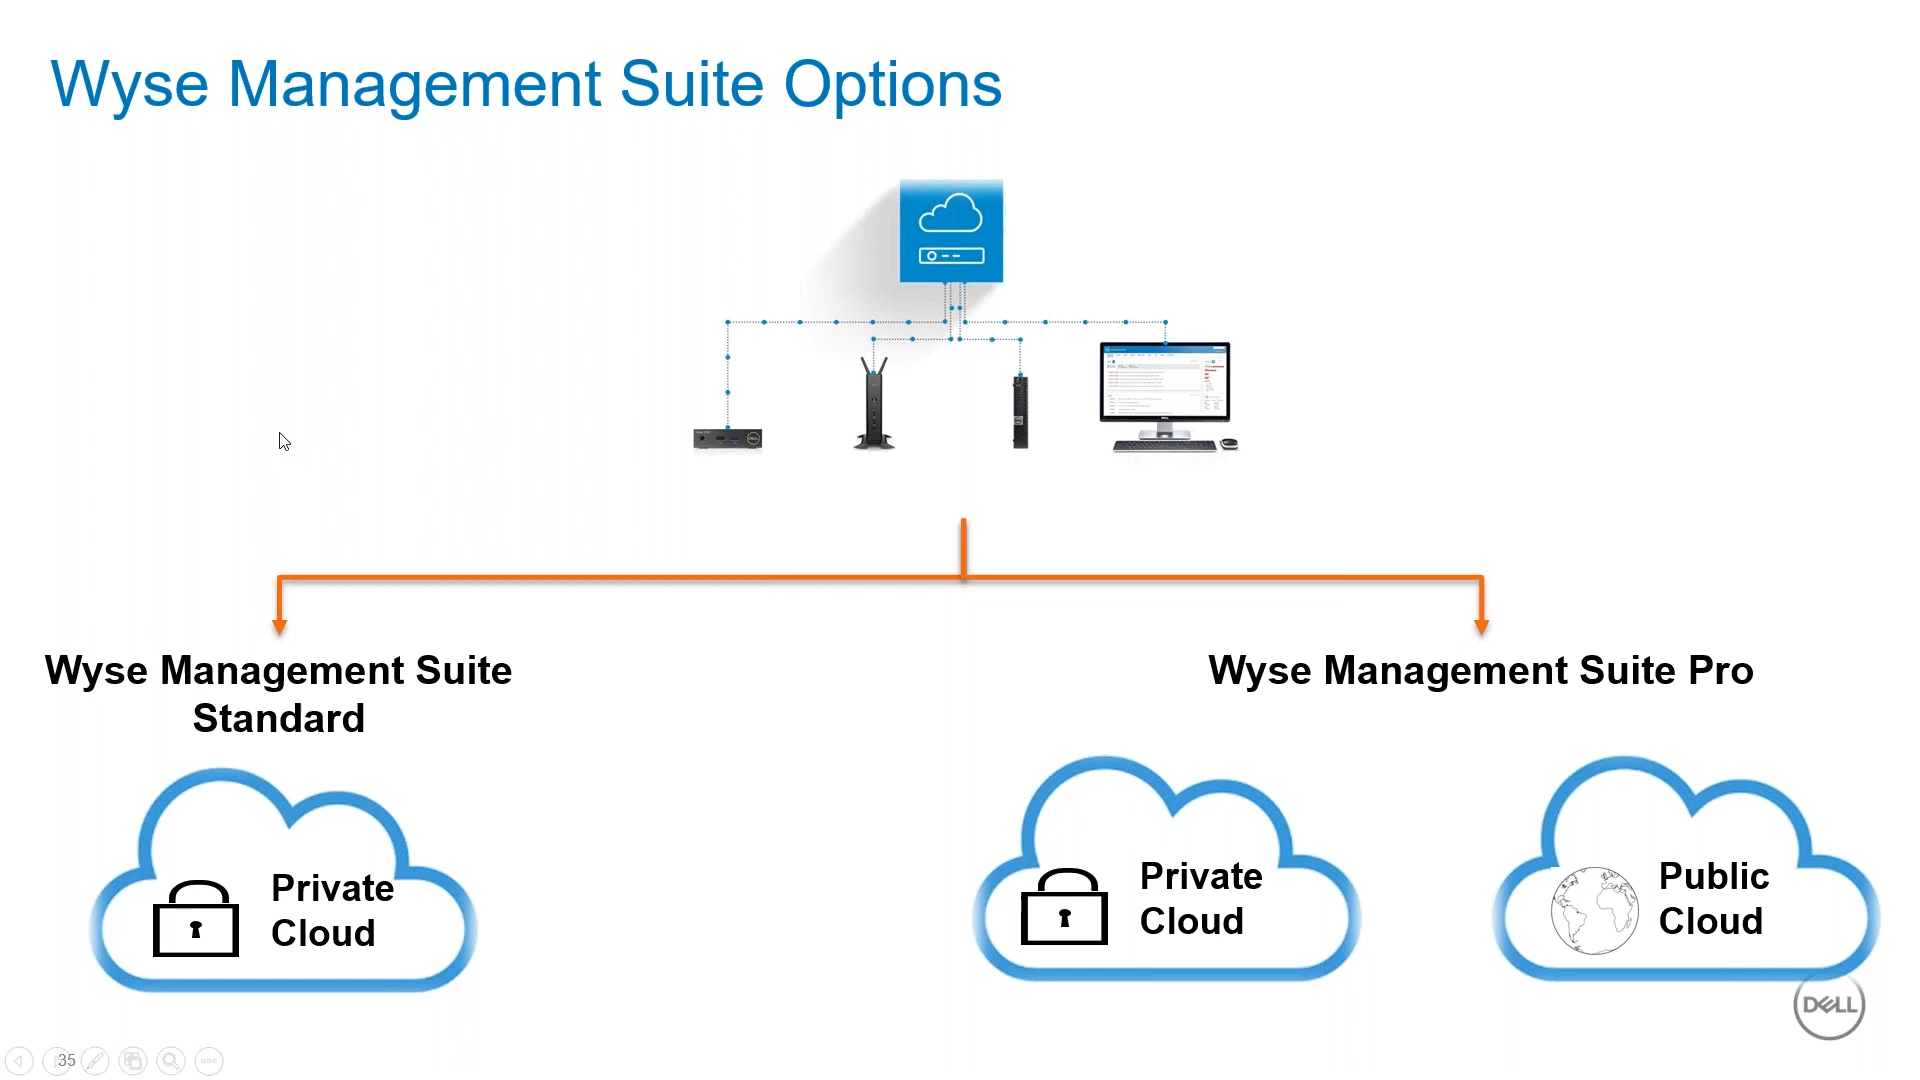 Wyse Management Suite Options
Wyse Management Suite
Standard
Wyse Management Suite Pro
Private
Cloud
Private
Cloud
Public
Cloud
DELL
35